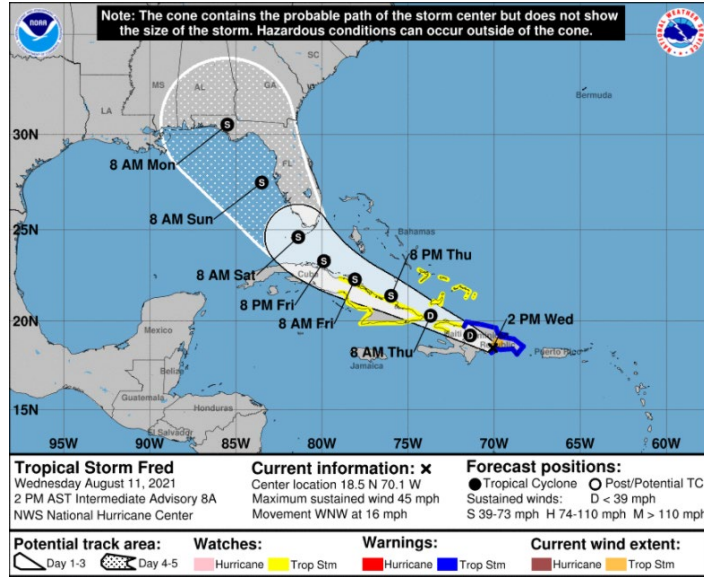 Note: The cone contains the probable path of the storm center but does not show
the size of the storm. Hazardous conditions can occur outside of the cone.
NOAA
NATIONAL WEATHER SERVICE
SC
MS
AL
GA
LA
Bermuda
30N
8 AM Mon
FL
8 AM Sun
25N
Bahamas
8 PM Thu
8 AM Sat
Cuba
8 PM Fri
8 AM Fri
2 PM Wed
20N
Mexico
Haiti
8 AM Thu
Puerto Rico
Jamaica
Belize
Guatemala
Honduras
15N
El Salvador
95W 90W 85W 80W 75W 70W 65W 60W
S
S
S
S
S
S
D
D
Tropical Storm Fred
Wednesday August 11, 2021
2 PM AST Intermediate Advisory 8A
NWS National Hurricane Center
Current information: ×
Center location 18.5 N 70.1 W
Maximum sustained wind 45 mph
Movement WNW at 16 mph
Forecast positions:
● Tropical Cyclone ○ Post/Potential TC
Sustained winds: D < 39 mph
S 39-73 mph H 74-110 mph M > 110 mph
Potential track area:
Day 1-3 Day 4-5
Watches:
Hurricane Trop Stm
Warnings:
Hurricane Trop Stm
Current wind extent:
Hurricane Trop Stm